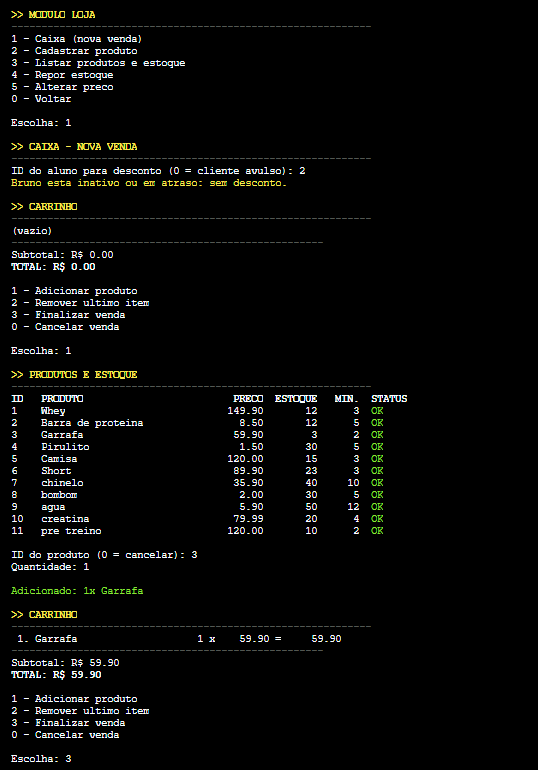 >> MODULO LOJA
------------------------------------------------------------
1 - Caixa (nova venda)
2 - Cadastrar produto
3 - Listar produtos e estoque
4 - Repor estoque
5 - Alterar preco
0 - Voltar
Escolha: 1
>> CAIXA - NOVA VENDA
------------------------------------------------------------
ID do aluno para desconto (0 = cliente avulso): 2
Bruno esta inativo ou em atraso: sem desconto.
>> CARRINHO
------------------------------------------------------------
(vazio)
----------------------------------------------------
Subtotal: R$ 0.00
TOTAL: R$ 0.00
1 - Adicionar produto
2 - Remover ultimo item
3 - Finalizar venda
0 - Cancelar venda
Escolha: 1
>> PRODUTOS E ESTOQUE
------------------------------------------------------------
ID PRODUTO PRECO ESTOQUE MIN. STATUS
1 Whey 149.90 12 3 OK
2 Barra de proteina 8.50 12 5 OK
3 Garrafa 59.90 3 2 OK
4 Pirulito 1.50 30 5 OK
5 Camisa 120.00 15 3 OK
6 Short 89.90 23 3 OK
7 chinelo 35.90 40 10 OK
8 bombom 2.00 30 5 OK
9 agua 5.90 50 12 OK
10 creatina 79.99 20 4 OK
11 pre treino 120.00 10 2 OK
ID do produto (0 = cancelar): 3
Quantidade: 1
Adicionado: 1x Garrafa
>> CARRINHO
------------------------------------------------------------
1. Garrafa 1 x 59.90 = 59.90
----------------------------------------------------
Subtotal: R$ 59.90
TOTAL: R$ 59.90
1 - Adicionar produto
2 - Remover ultimo item
3 - Finalizar venda
0 - Cancelar venda
Escolha: 3